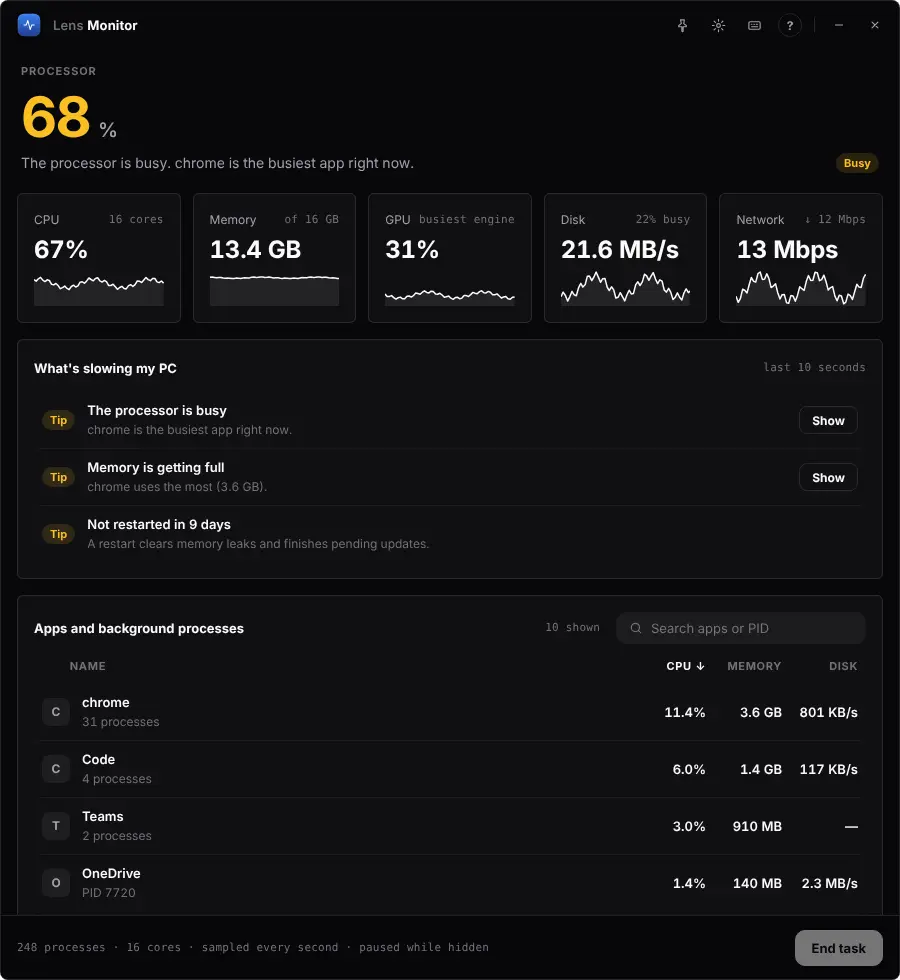 Lens Monitor ?
PROCESSOR
68 %
The processor is busy. chrome is the busiest app right now. Busy
CPU 16 cores
67%
Memory of 16 GB
13.4 GB
GPU busiest engine
31%
Disk 22% busy
21.6 MB/s
Network ↓ 12 Mbps
13 Mbps
What's slowing my PC last 10 seconds
Tip The processor is busy
chrome is the busiest app right now.
Show
Tip Memory is getting full
chrome uses the most (3.6 GB).
Show
Tip Not restarted in 9 days
A restart clears memory leaks and finishes pending updates.
Apps and background processes 10 shown Search apps or PID
NAME CPU ↓ MEMORY DISK
C chrome
31 processes
11.4% 3.6 GB 801 KB/s
C Code
4 processes
6.0% 1.4 GB 117 KB/s
T Teams
2 processes
3.0% 910 MB —
O OneDrive
PID 7720
1.4% 140 MB 2.3 MB/s
248 processes · 16 cores · sampled every second · paused while hidden End task